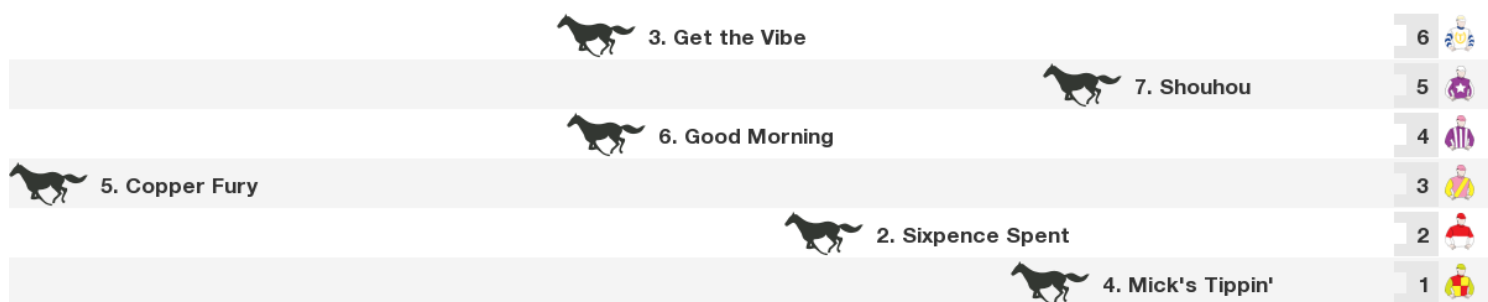 3. Get the Vibe 6
7. Shouhou 5
6. Good Morning 4
5. Copper Fury 3
2. Sixpence Spent 2
4. Mick's Tippin' 1